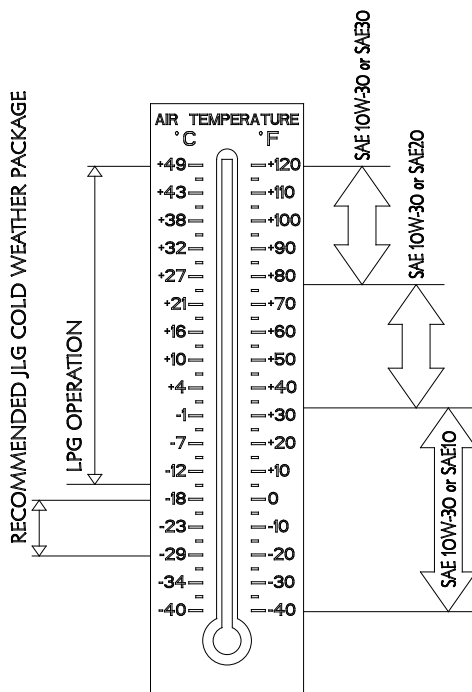 RECOMMENDED JLG COLD WEATHER PACKAGE
LPG OPERATION
AIR TEMPERATURE
°C °F
+49 +120
+43 +110
+38 +100
+32 +90
+27 +80
+21 +70
+16 +60
+10 +50
+4 +40
-1 +30
-7 +20
-12 +10
-18 0
-23 -10
-29 -20
-34 -30
-40 -40
SAE 10W-30 or SAE30
SAE 10W-30 or SAE20
SAE 10W-30 or SAE10